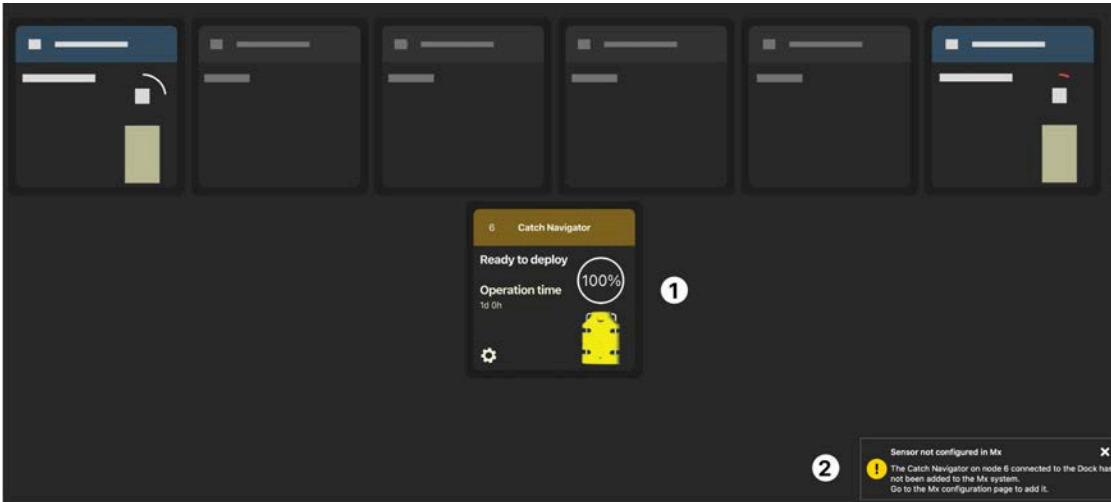 6 Catch Navigator
Ready to deploy
100%
Operation time
1d 0h
1
2
Sensor not configured in Mx
The Catch Navigator on node 6 connected to the Dock has
not been added to the Mx system.
Go to the Mx configuration page to add it.